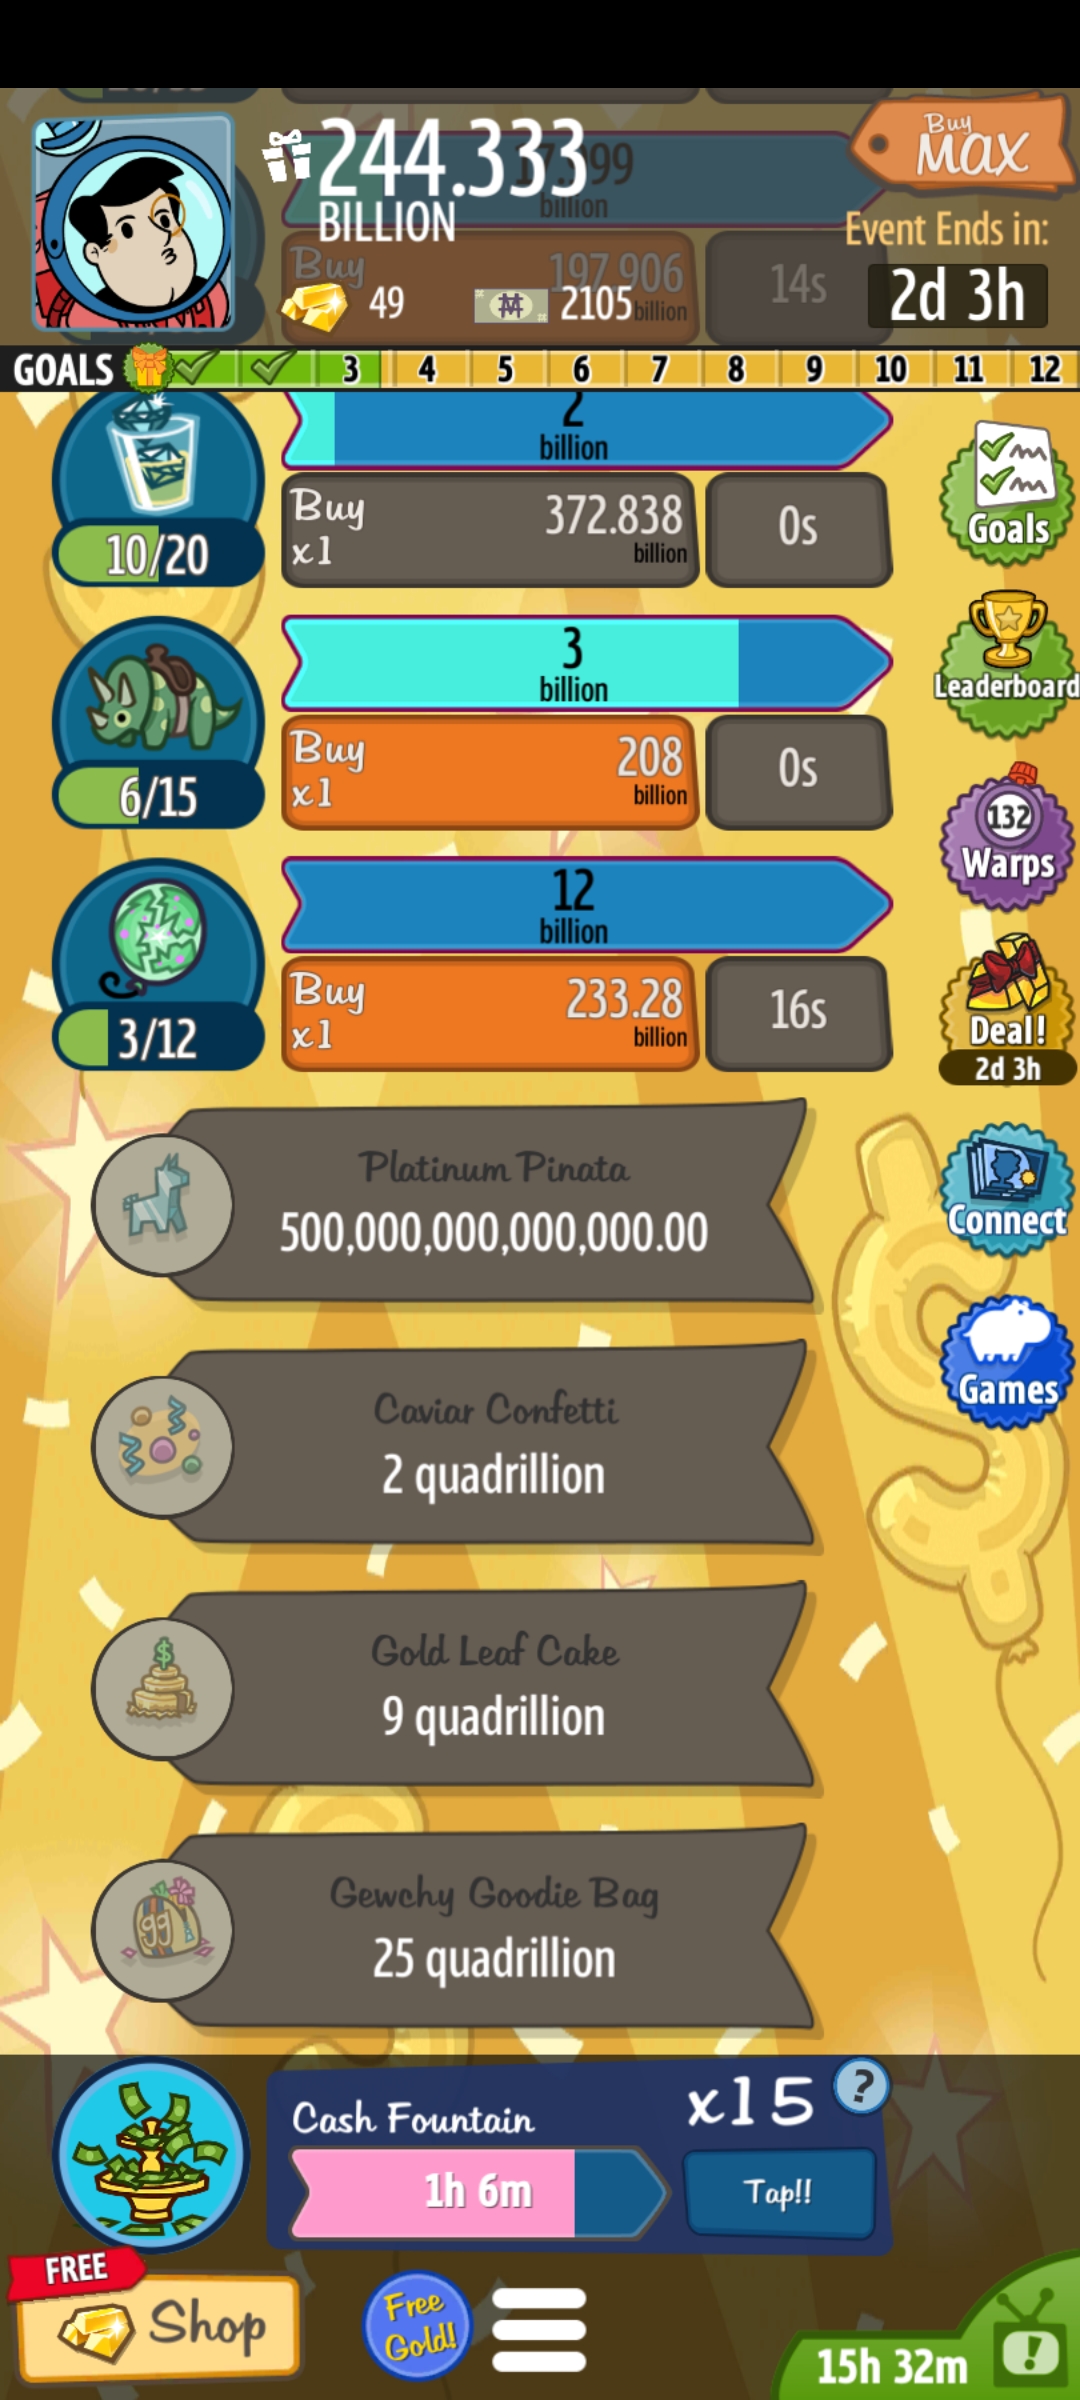 244.333
BILLION
Buy
MAX
Event Ends in:
2d 3h
49
2105
billion
Buy
197.906
billion
14s
GOALS
3 4 5 6 7 8 9 10 11 12
2
billion
10/20
Buy
x1
372.838
billion
0s
Goals
3
billion
6/15
Buy
x1
208
billion
0s
Leaderboard
132
Warps
12
billion
3/12
Buy
x1
233.28
billion
16s
Deal!
2d 3h
Platinum Pinata
500,000,000,000,000.00
Connect
Caviar Confetti
2 quadrillion
Games
Gold Leaf Cake
9 quadrillion
Gewchy Goodie Bag
25 quadrillion
Cash Fountain
x15
?
1h 6m
Tap!!
FREE
Shop
Free
Gold!
15h 32m